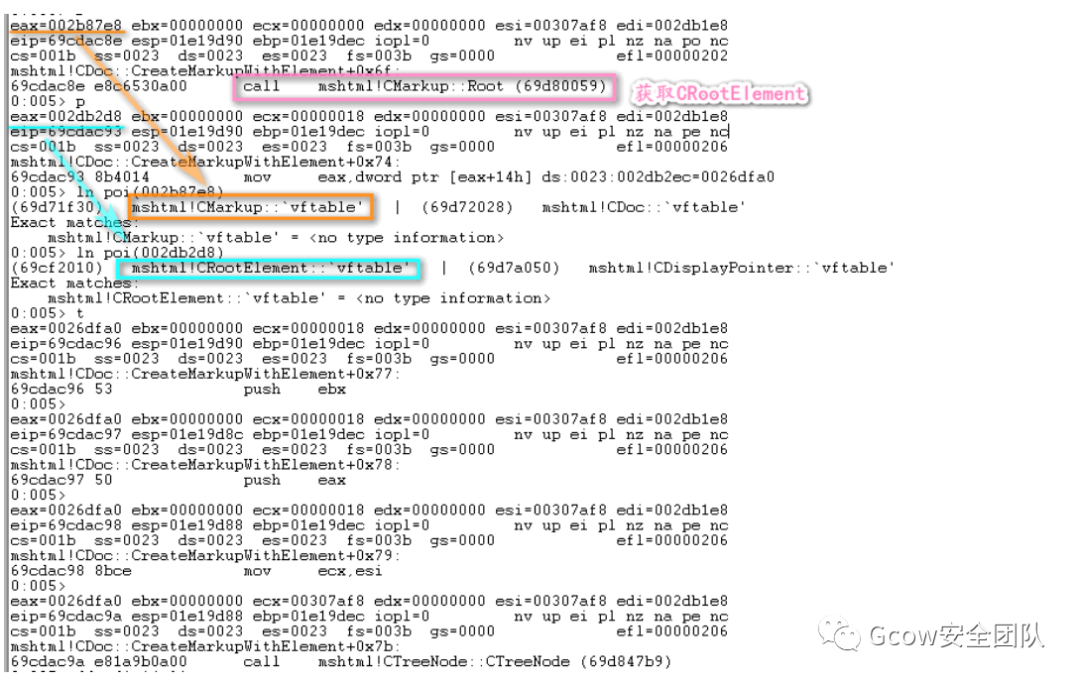 eax=002b87e8 ebx=00000000 ecx=00000000 edx=00000000 esi=00307af8 edi=002db1e8
eip=69cdac8e esp=01e19d90 ebp=01e19dec iopl=0         nv up ei pl nz na po nc
cs=001b  ss=0023  ds=0023  es=0023  fs=003b  gs=0000             efl=00000202
mshtml!CDoc::CreateMarkupWithElement+0x6f:
69cdac8e e8c6530a00      call    mshtml!CMarkup::Root (69d80059) 获取CRootElement
0:005> p
eax=002db2d8 ebx=00000000 ecx=00000018 edx=00000000 esi=00307af8 edi=002db1e8
eip=69cdac93 esp=01e19d90 ebp=01e19dec iopl=0         nv up ei pl nz na pe nc
cs=001b  ss=0023  ds=0023  es=0023  fs=003b  gs=0000             efl=00000206
mshtml!CDoc::CreateMarkupWithElement+0x74:
69cdac93 8b4014          mov     eax,dword ptr [eax+14h] ds:0023:002db2ec=0026dfa0
0:005> ln poi(002b87e8)
(69d71f30)   mshtml!CMarkup::`vftable'   |  (69d72028)   mshtml!CDoc::`vftable'
Exact matches:
    mshtml!CMarkup::`vftable' = <no type information>
0:005> ln poi(002db2d8)
(69cf2010)   mshtml!CRootElement::`vftable'   |  (69d7a050)   mshtml!CDisplayPointer::`vftable'
Exact matches:
    mshtml!CRootElement::`vftable' = <no type information>
0:005> t
eax=0026dfa0 ebx=00000000 ecx=00000018 edx=00000000 esi=00307af8 edi=002db1e8
eip=69cdac96 esp=01e19d90 ebp=01e19dec iopl=0         nv up ei pl nz na pe nc
cs=001b  ss=0023  ds=0023  es=0023  fs=003b  gs=0000             efl=00000206
mshtml!CDoc::CreateMarkupWithElement+0x77:
69cdac96 53              push    ebx
0:005>
eax=0026dfa0 ebx=00000000 ecx=00000018 edx=00000000 esi=00307af8 edi=002db1e8
eip=69cdac97 esp=01e19d8c ebp=01e19dec iopl=0         nv up ei pl nz na pe nc
cs=001b  ss=0023  ds=0023  es=0023  fs=003b  gs=0000             efl=00000206
mshtml!CDoc::CreateMarkupWithElement+0x78:
69cdac97 50              push    eax
0:005>
eax=0026dfa0 ebx=00000000 ecx=00000018 edx=00000000 esi=00307af8 edi=002db1e8
eip=69cdac98 esp=01e19d88 ebp=01e19dec iopl=0         nv up ei pl nz na pe nc
cs=001b  ss=0023  ds=0023  es=0023  fs=003b  gs=0000             efl=00000206
mshtml!CDoc::CreateMarkupWithElement+0x79:
69cdac98 8bce            mov     ecx,esi
0:005>
eax=0026dfa0 ebx=00000000 ecx=00307af8 edx=00000000 esi=00307af8 edi=002db1e8
eip=69cdac9a esp=01e19d88 ebp=01e19dec iopl=0         nv up ei pl nz na pe nc
cs=001b  ss=0023  ds=0023  es=0023  fs=003b  gs=0000             efl=00000206
mshtml!CDoc::CreateMarkupWithElement+0x7b:
69cdac9a e81a9b0a00      call    mshtml!CTreeNode::CTreeNode (69d847b9)
Gcow安全团队